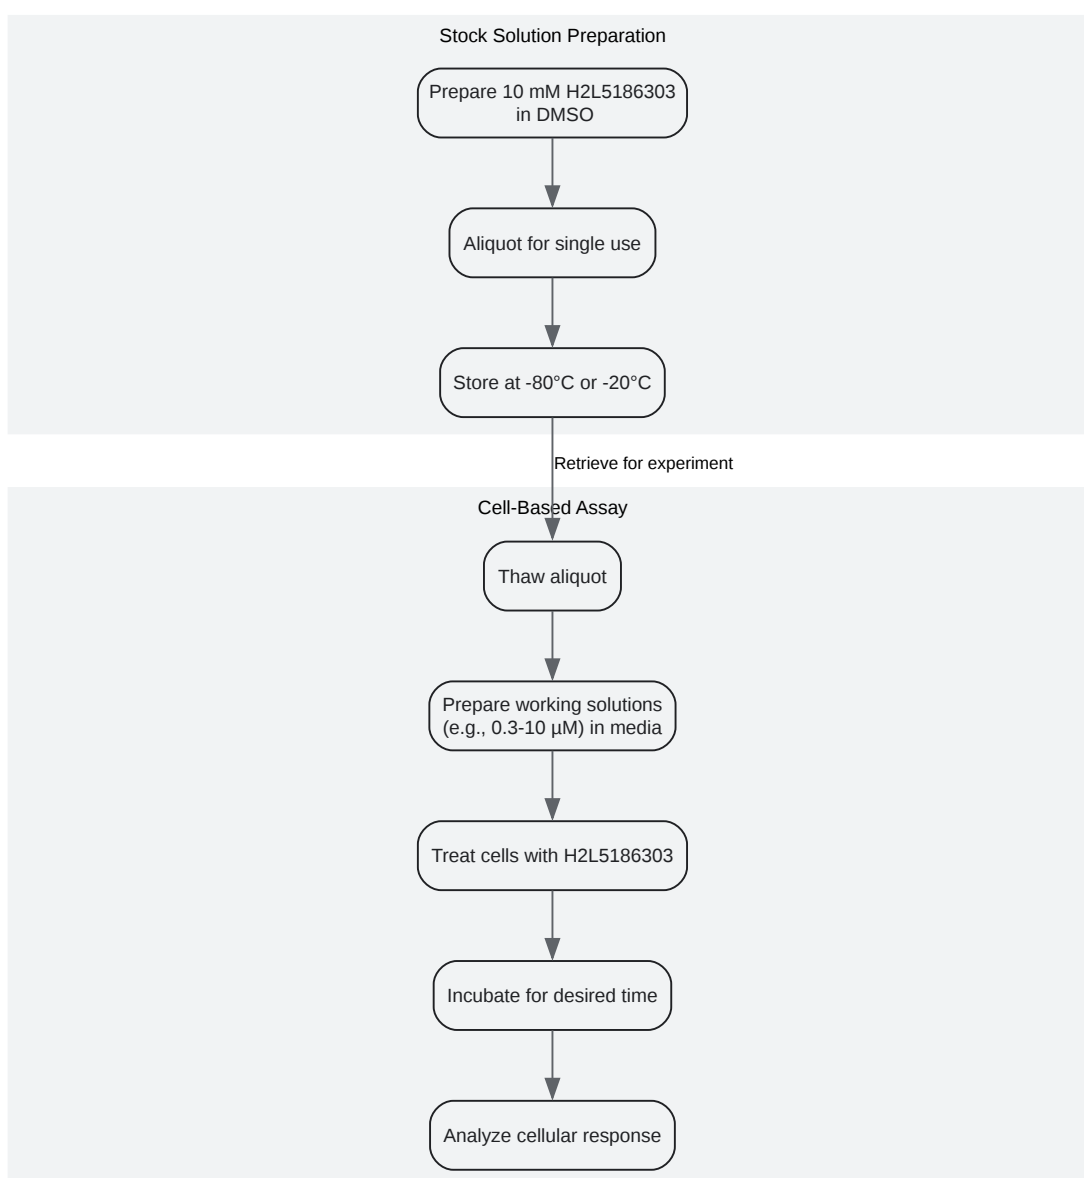 Stock Solution Preparation
Prepare 10 mM H2L5186303
in DMSO
Aliquot for single use
Store at -80°C or -20°C
Retrieve for experiment
Cell-Based Assay
Thaw aliquot
Prepare working solutions
(e.g., 0.3-10 µM) in media
Treat cells with H2L5186303
Incubate for desired time
Analyze cellular response